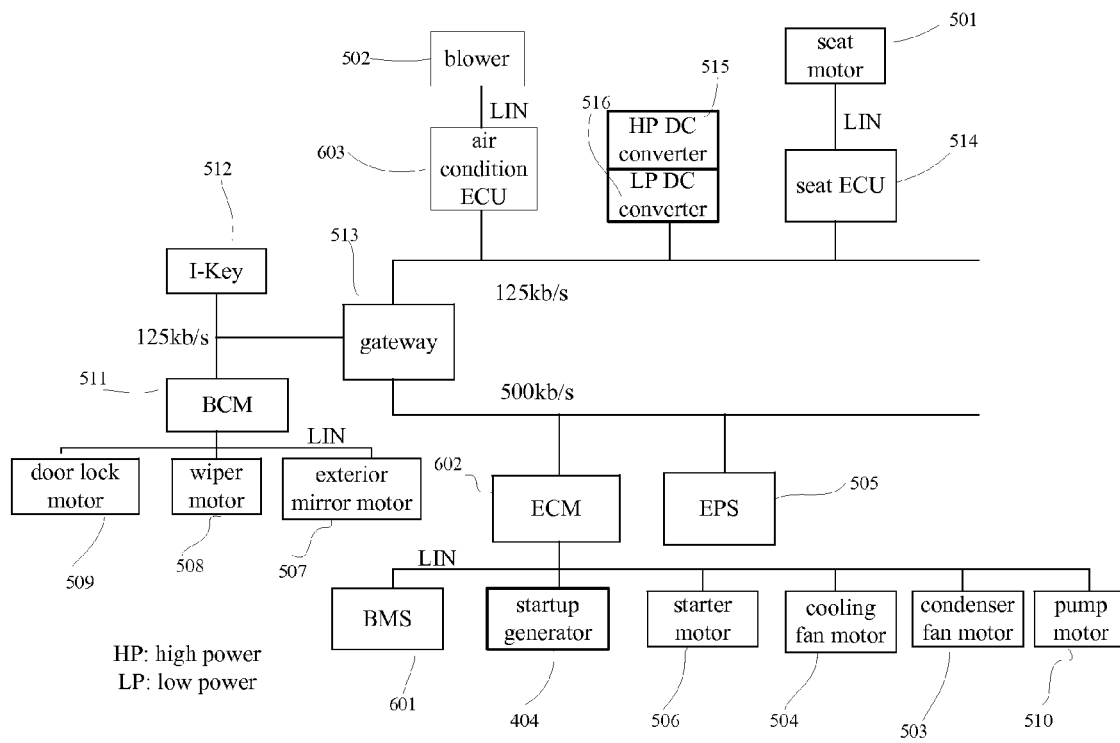 501
seat
motor
502
blower
515
516
LIN
HP DC
converter
LIN
603
air
condition
ECU
LP DC
converter
514
seat ECU
512
513
I-Key
125kb/s
125kb/s
gateway
511
500kb/s
BCM
LIN
door lock
motor
wiper
motor
exterior
mirror motor
602
ECM
EPS
505
509
508
507
LIN
BMS
startup
generator
starter
motor
cooling
fan motor
condenser
fan motor
pump
motor
HP: high power
LP: low power
601
404
506
504
503
510